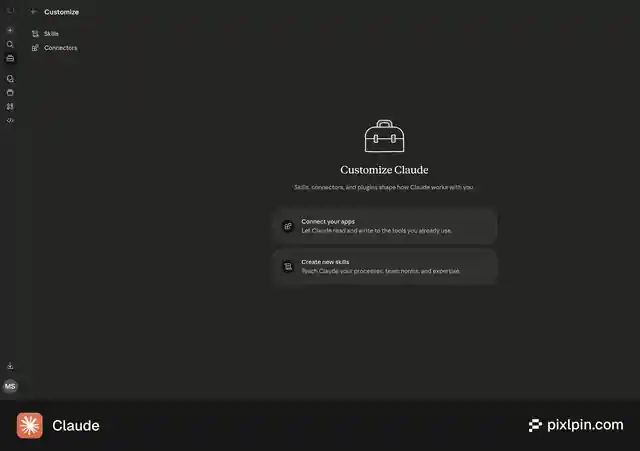 Customize
Skills
Connectors
Customize Claude
Skills, connectors, and plugins shape how Claude works with you.
Connect your apps
Let Claude read and write to the tools you already use.
Create new skills
Teach Claude your processes, team norms, and expertise.
MS
Claude
pixlpin.com